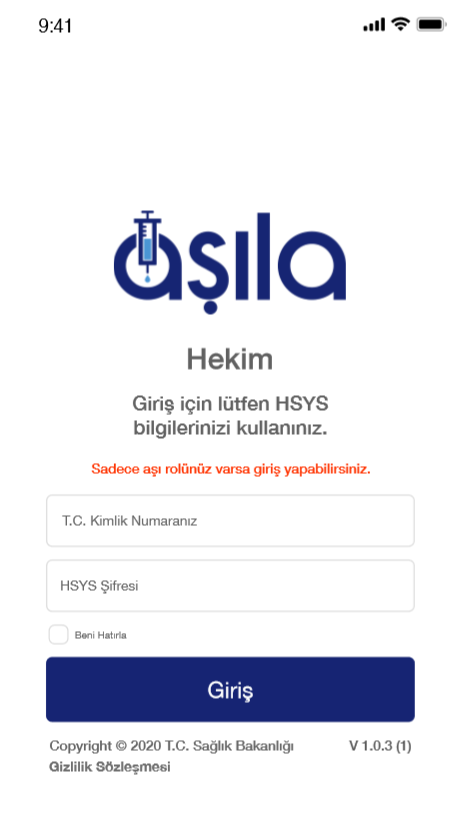 9:41
aşıla
Hekim
Giriş için lütfen HSYS
bilgilerinizi kullanınız.
Sadece aşı rolünüz varsa giriş yapabilirsiniz.
T.C. Kimlik Numaranız
HSYS Şifresi
Beni Hatırla
Giriş
Copyright © 2020 T.C. Sağlık Bakanlığı V 1.0.3 (1)
Gizlilik Sözleşmesi